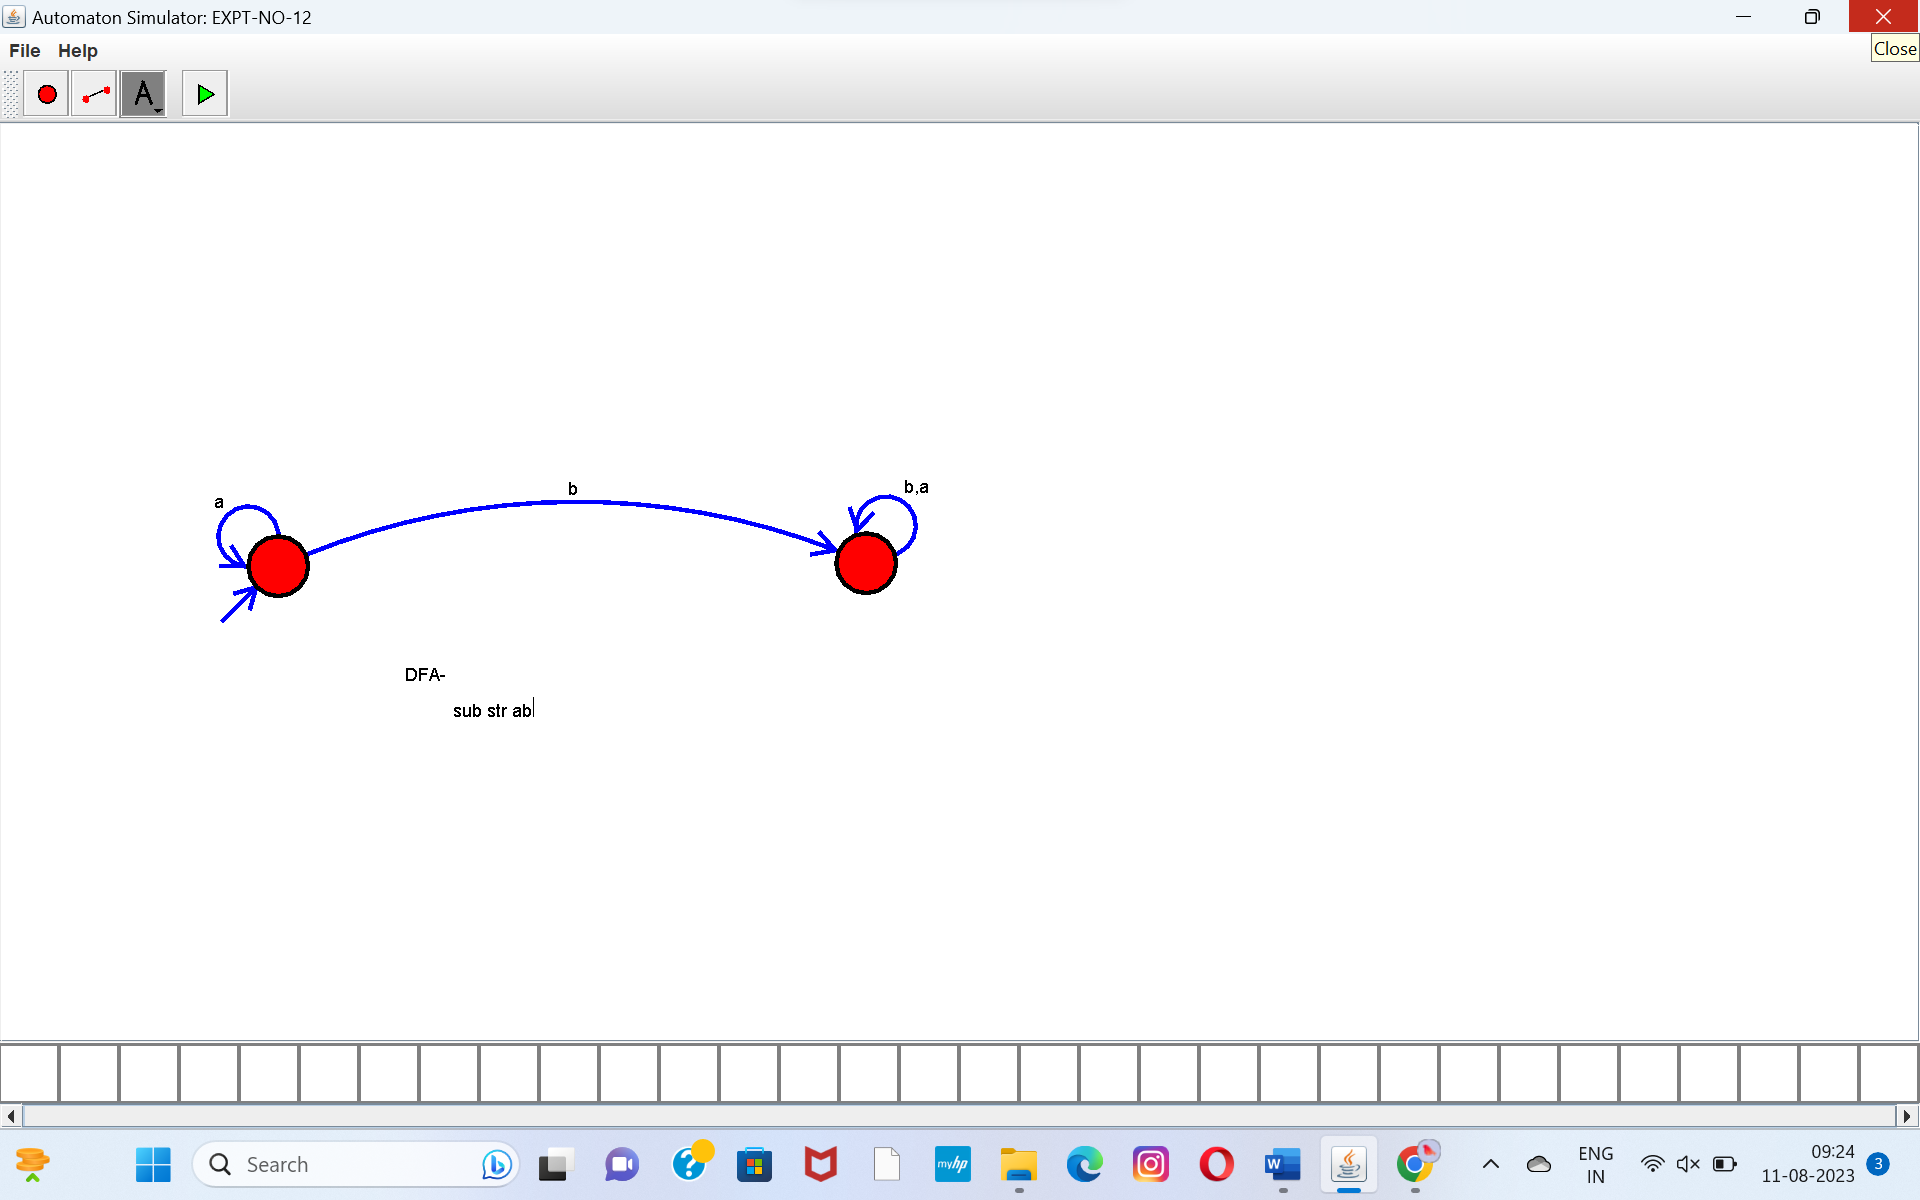 Automaton Simulator: EXPT-NO-12
Close
File Help
A
a
b
b,a
DFA-
sub str ab
Search
myhp
W
ENG
IN
09:24
11-08-2023
3